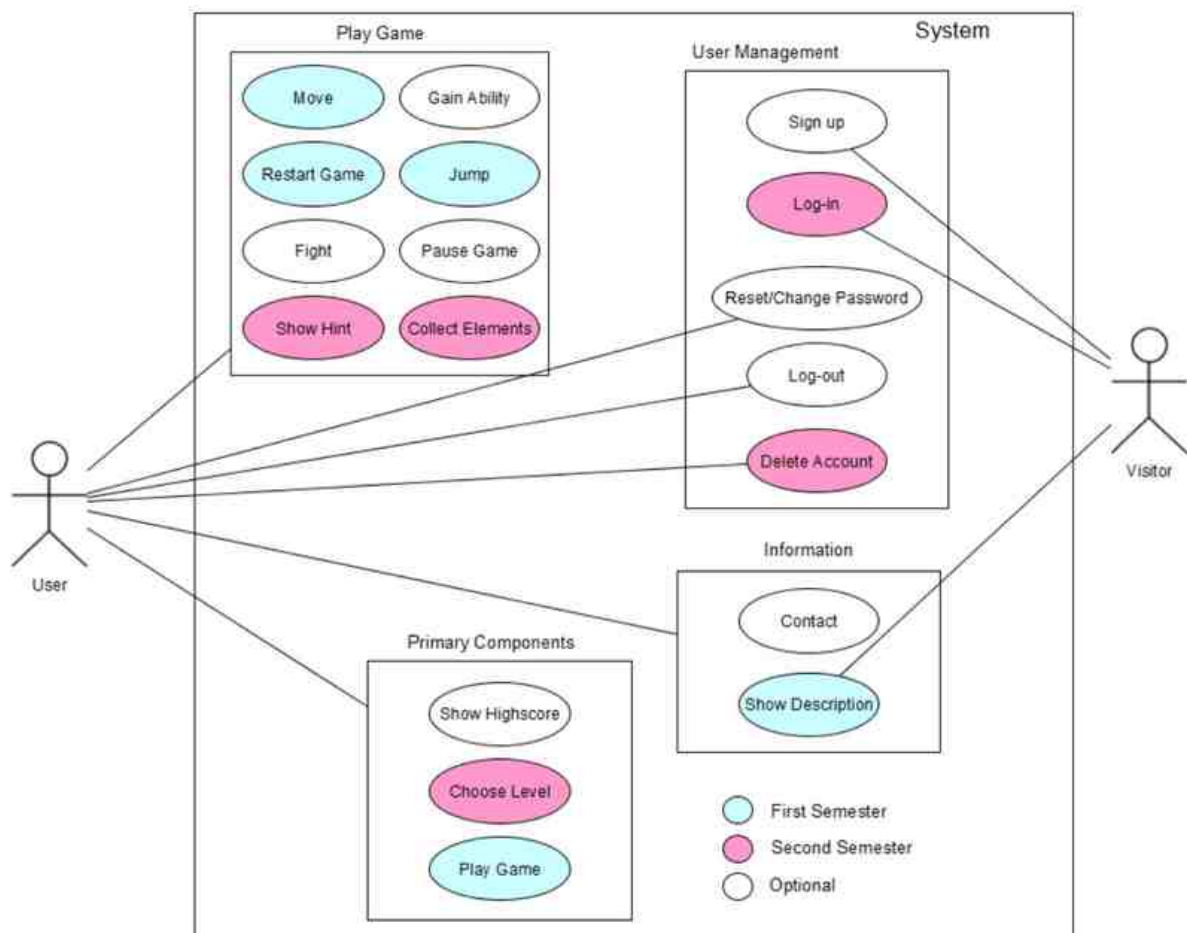 System
Play Game
Move
Gain Ability
Restart Game
Jump
Fight
Pause Game
Show Hint
Collect Elements
User Management
Sign up
Log-in
Reset/Change Password
Log-out
Delete Account
User
Visitor
Information
Contact
Show Description
Primary Components
Show Highscore
Choose Level
Play Game
First Semester
Second Semester
Optional